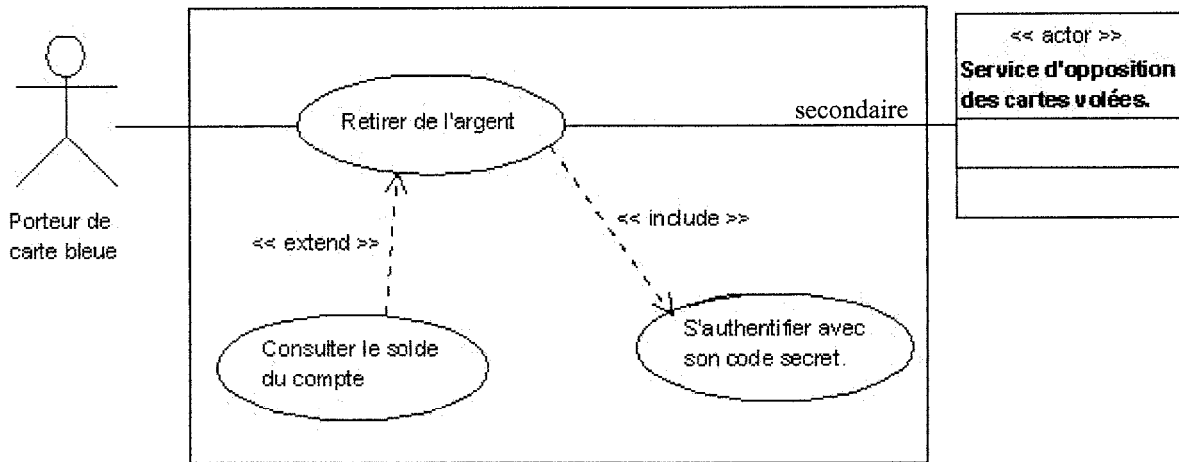 << actor >>
Service d'opposition
des cartes volées.
Retirer de l'argent
secondaire
Porteur de
carte bleue
<< extend >>
<< include >>
Consulter le solde
du compte
S'authentifier avec
son code secret.